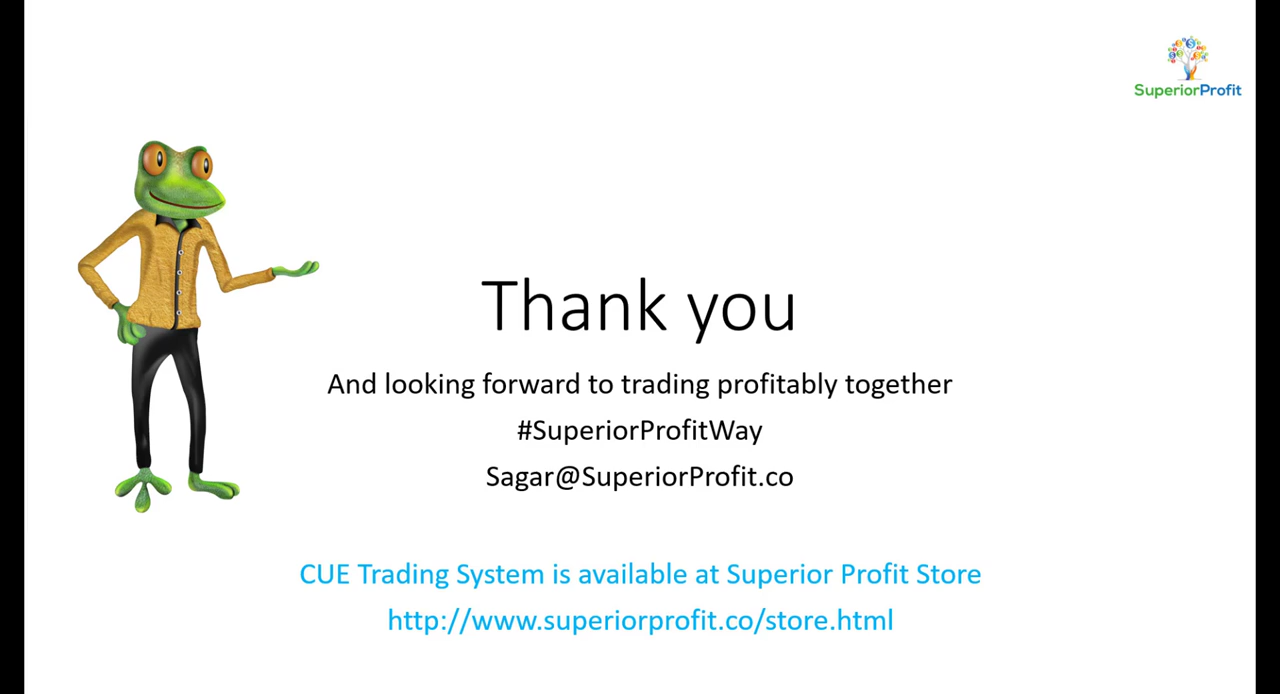 SuperiorProfit
Thank you
And looking forward to trading profitably together
#SuperiorProfitWay
Sagar@SuperiorProfit.co
CUE Trading System is available at Superior Profit Store
http://www.superiorprofit.co/store.html